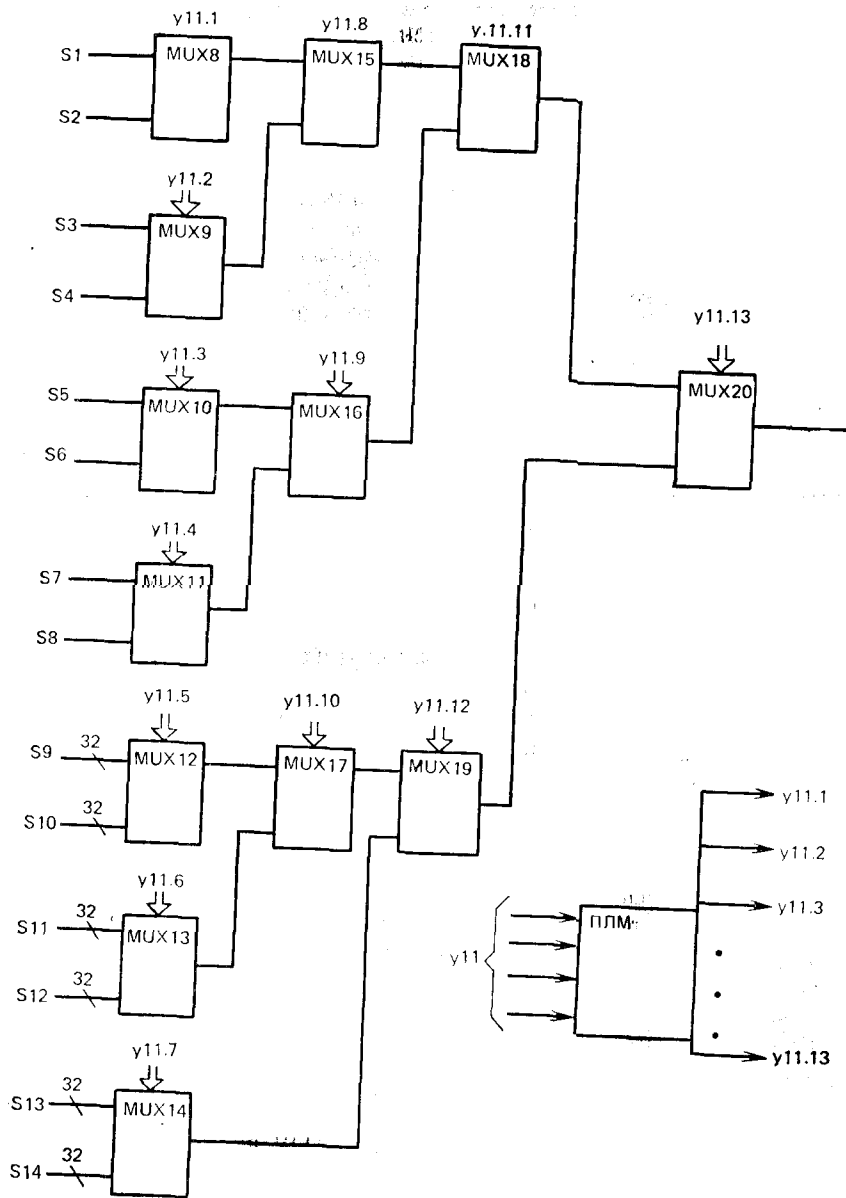 y11.1
y11.8
y.11.11
S1
MUX8
MUX15
MUX18
S2
y11.2
S3
MUX9
S4
y11.13
y11.3
y11.9
MUX20
S5
MUX10
MUX16
S6
y11.4
S7
MUX11
S8
y11.5
y11.10
y11.12
S9
32
MUX12
MUX17
MUX19
S10
32
y11.1
y11.2
y11.6
S11
32
MUX13
y11.3
ПЛМ
y11
S12
32
y11.13
y11.7
S13
32
MUX14
S14
32